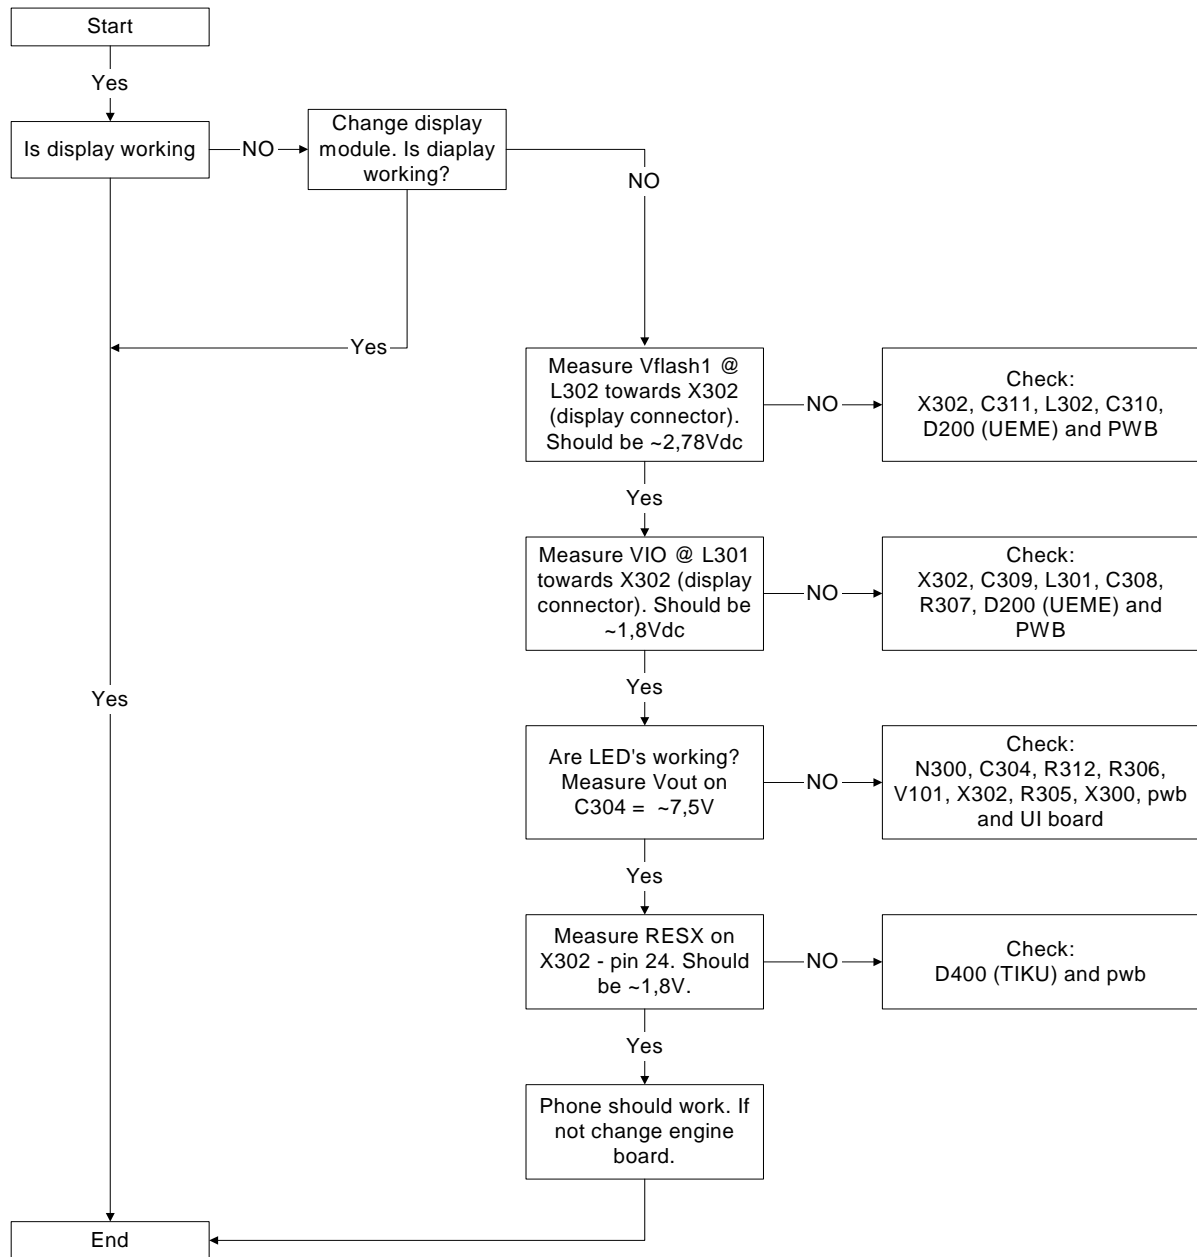 Start
Yes
Is display working
NO
Change display
module. Is diaplay
working?
NO
Yes
Measure Vflash1 @
L302 towards X302
(display connector).
Should be ~2,78Vdc
NO
Check:
X302, C311, L302, C310,
D200 (UEME) and PWB
Yes
Measure VIO @ L301
towards X302 (display
connector). Should be
~1,8Vdc
NO
Check:
X302, C309, L301, C308,
R307, D200 (UEME) and
PWB
Yes
Yes
Are LED's working?
Measure Vout on
C304 = ~7,5V
NO
Check:
N300, C304, R312, R306,
V101, X302, R305, X300, pwb
and UI board
Yes
Measure RESX on
X302 - pin 24. Should
be ~1,8V.
NO
Check:
D400 (TIKU) and pwb
Yes
Phone should work. If
not change engine
board.
End